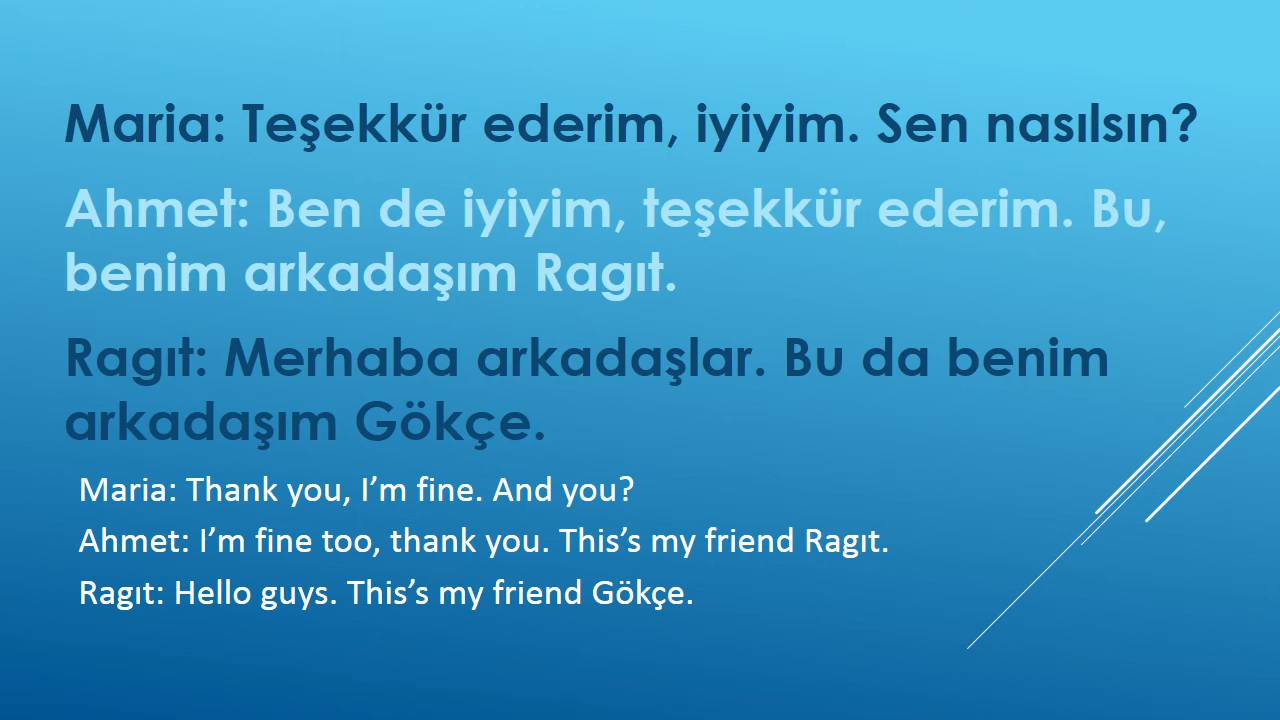 Maria: Teşekkür ederim, iyiyim. Sen nasılsın?
Ahmet: Ben de iyiyim, teşekkür ederim. Bu,
benim arkadaşım Ragıt.
Ragıt: Merhaba arkadaşlar. Bu da benim
arkadaşım Gökçe.
Maria: Thank you, I’m fine. And you?
Ahmet: I’m fine too, thank you. This’s my friend Ragıt.
Ragıt: Hello guys. This’s my friend Gökçe.